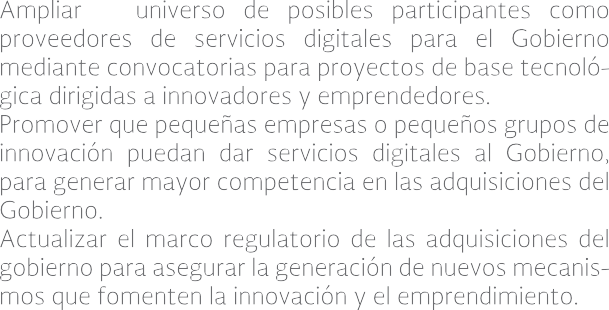 Ampliar universo de posibles participantes como
proveedores de servicios digitales para el Gobierno
mediante convocatorias para proyectos de base tecnoló-
gica dirigidas a innovadores y emprendedores.
Promover que pequeñas empresas o pequeños grupos de
innovación puedan dar servicios digitales al Gobierno,
para generar mayor competencia en las adquisiciones del
Gobierno.
Actualizar el marco regulatorio de las adquisiciones del
gobierno para asegurar la generación de nuevos mecanis-
mos que fomenten la innovación y el emprendimiento.